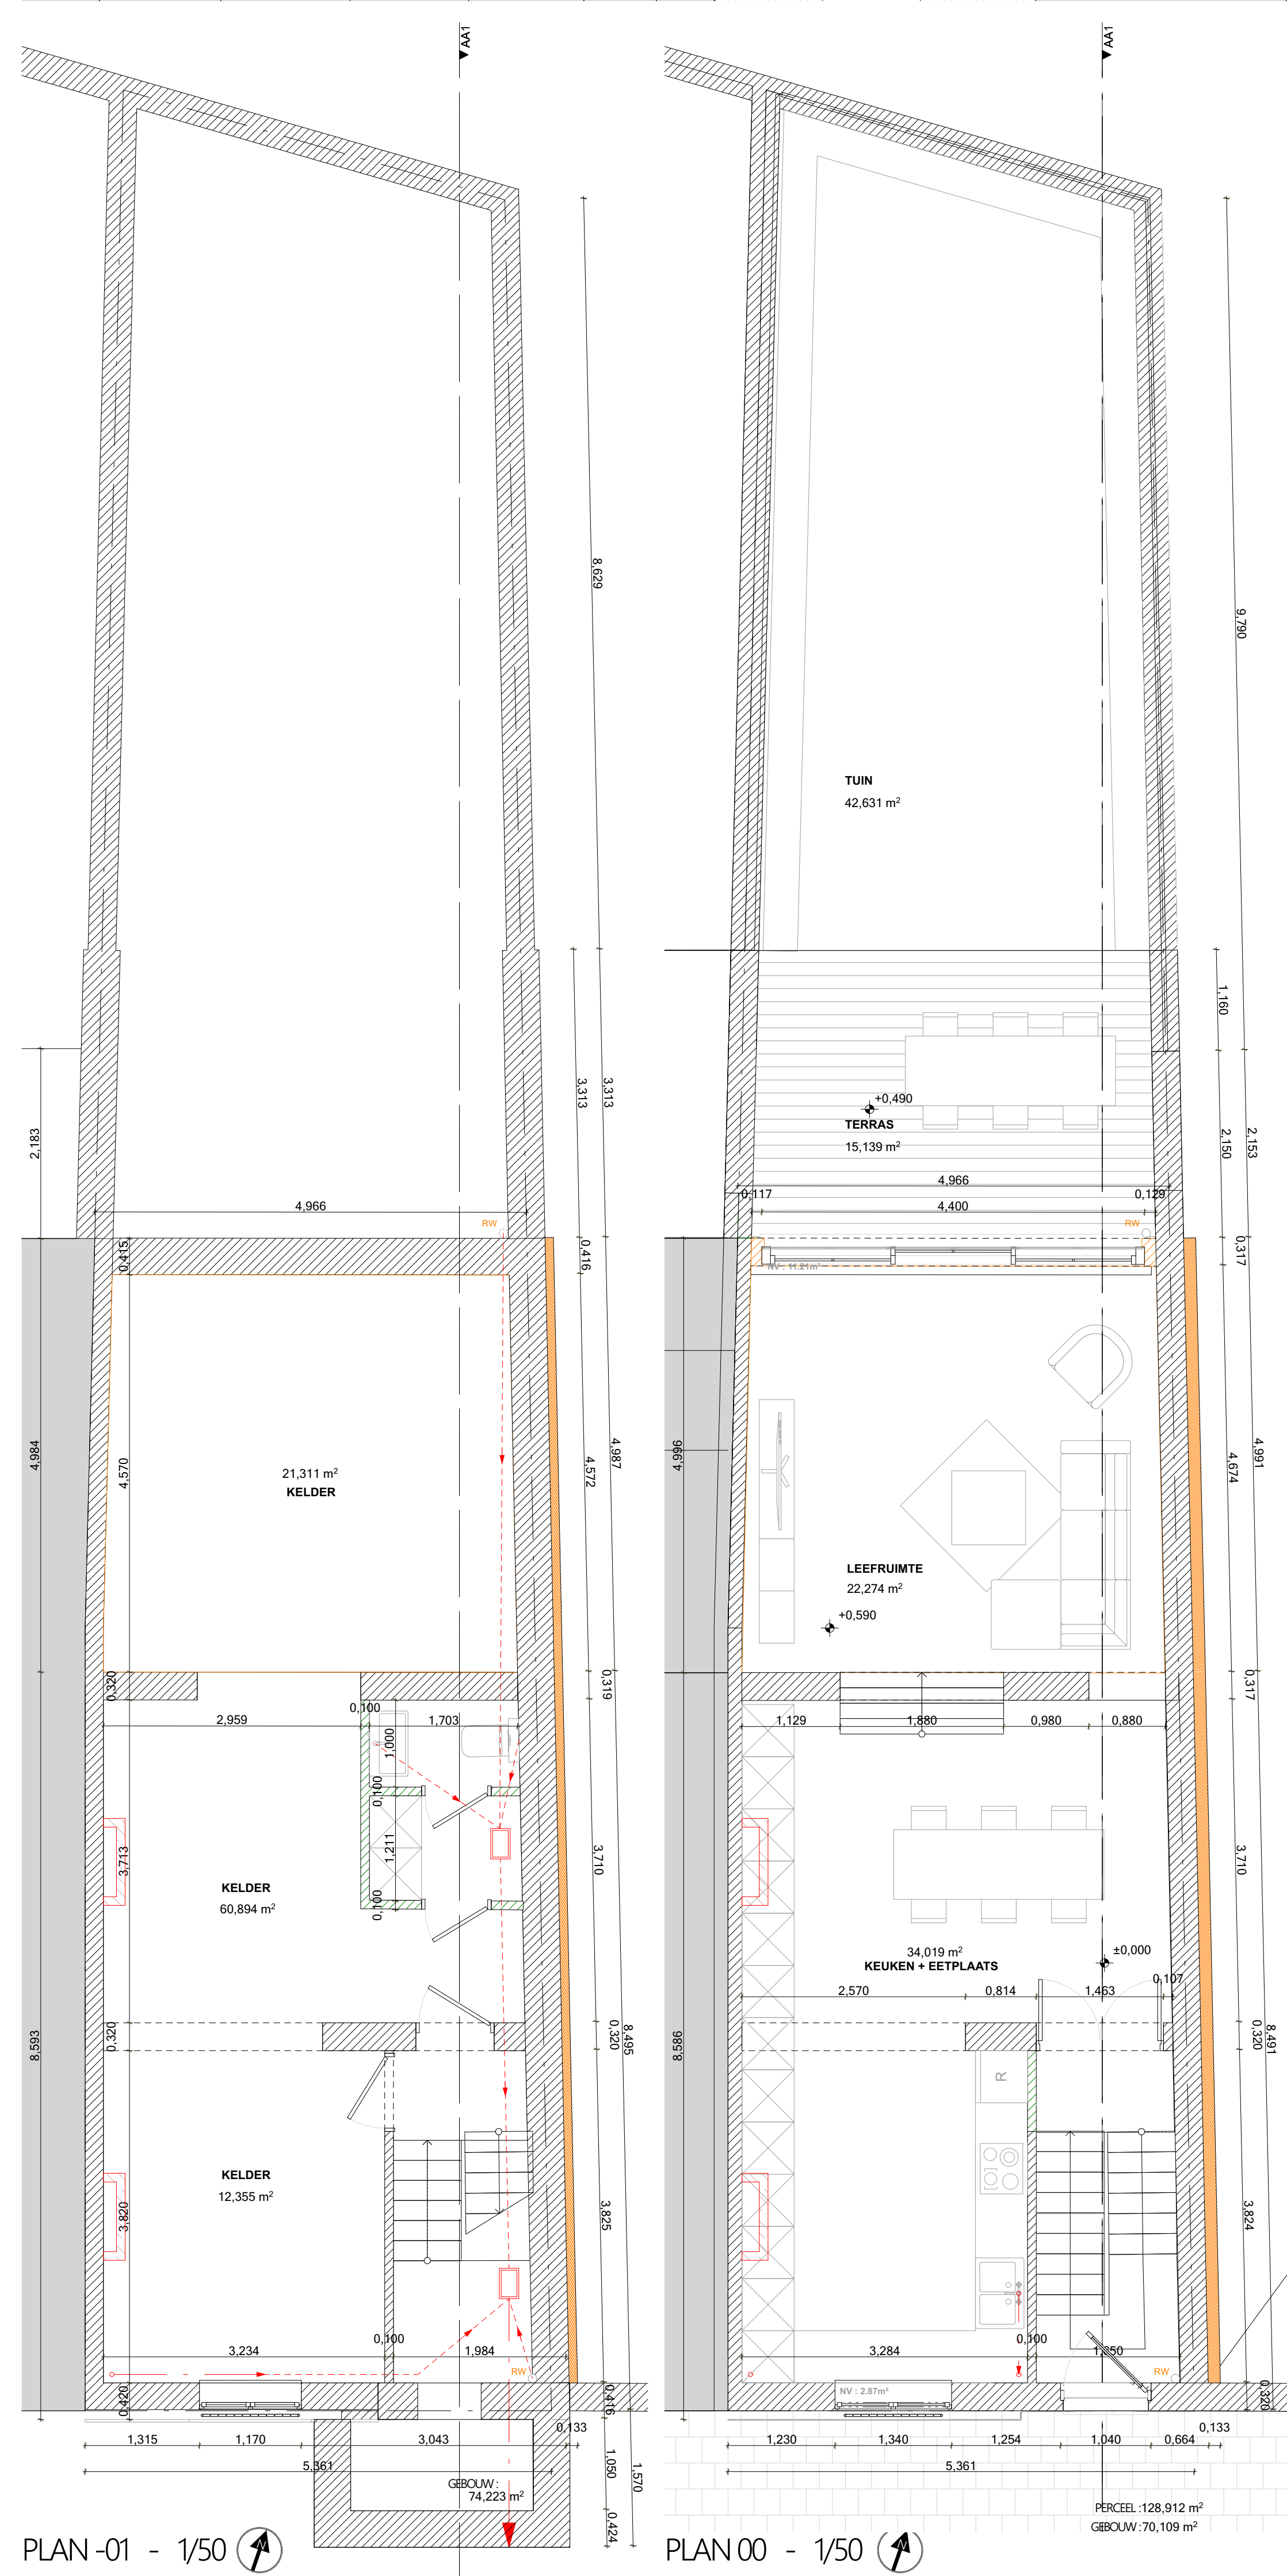 AA1
8,629
3,313
3,313
2,183
4,966
RW
0,415
0,416
4,984
4,570
21,311 m²
KELDER
4,987
4,572
0,320
0,319
2,959
0,100
1,703
1,000
0,100
1,211
0,100
3,713
3,710
KELDER
60,894 m²
0,320
0,320
8,495
8,593
KELDER
12,355 m²
3,820
3,825
3,234
0,100
1,984
RW
0,420
0,416
0,133
1,315
1,170
3,043
5,361
1,050
1,570
GEBOUW :
74,223 m²
0,424
PLAN -01 - 1/50
N
AA1
9,790
TUIN
42,631 m²
1,160
+0,490
TERRAS
15,139 m²
2,150
2,153
4,966
0,117
0,129
4,400
RW
0,317
NV : 11.21m²
4,966
4,991
4,674
LEEFRUIMTE
22,274 m²
+0,590
0,317
1,129
1,880
0,980
0,880
3,710
34,019 m²
KEUKEN + EETPLAATS
±0,000
0,107
2,570
0,814
1,463
0,320
8,491
8,586
R
3,824
3,284
0,100
1,350
RW
NV : 2.87m²
0,320
0,133
1,230
1,340
1,254
1,040
0,664
5,361
PERCEEL :128,912 m²
GEBOUW :70,109 m²
PLAN 00 - 1/50
N